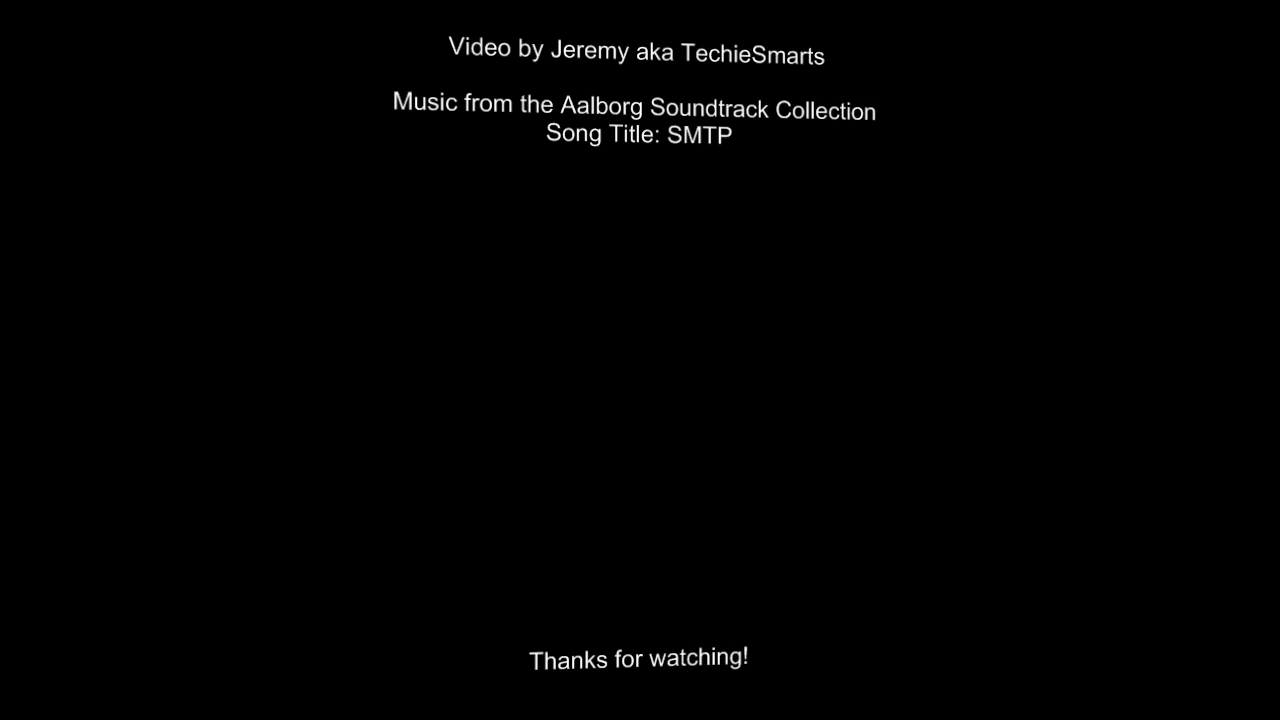 Video by Jeremy aka TechieSmarts
Music from the Aalborg Soundtrack Collection
Song Title: SMTP
Thanks for watching!